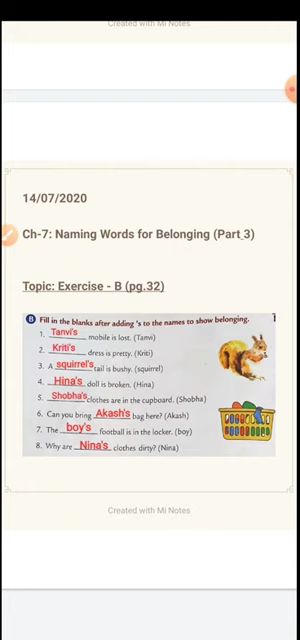 Created with Mi Notes
14/07/2020
Ch-7: Naming Words for Belonging (Part 3)
Topic: Exercise - B (pg.32)
B Fill in the blanks after adding 's to the names to show belonging.
1. Tanvi's mobile is lost. (Tanvi)
2. Kriti's dress is pretty. (Kriti)
3. A squirrel's tail is bushy. (squirrel)
4. Hina's doll is broken. (Hina)
5. Shobha's clothes are in the cupboard. (Shobha)
6. Can you bring Akash's bag here? (Akash)
7. The boy's football is in the locker. (boy)
8. Why are Nina's clothes dirty? (Nina)
Created with Mi Notes